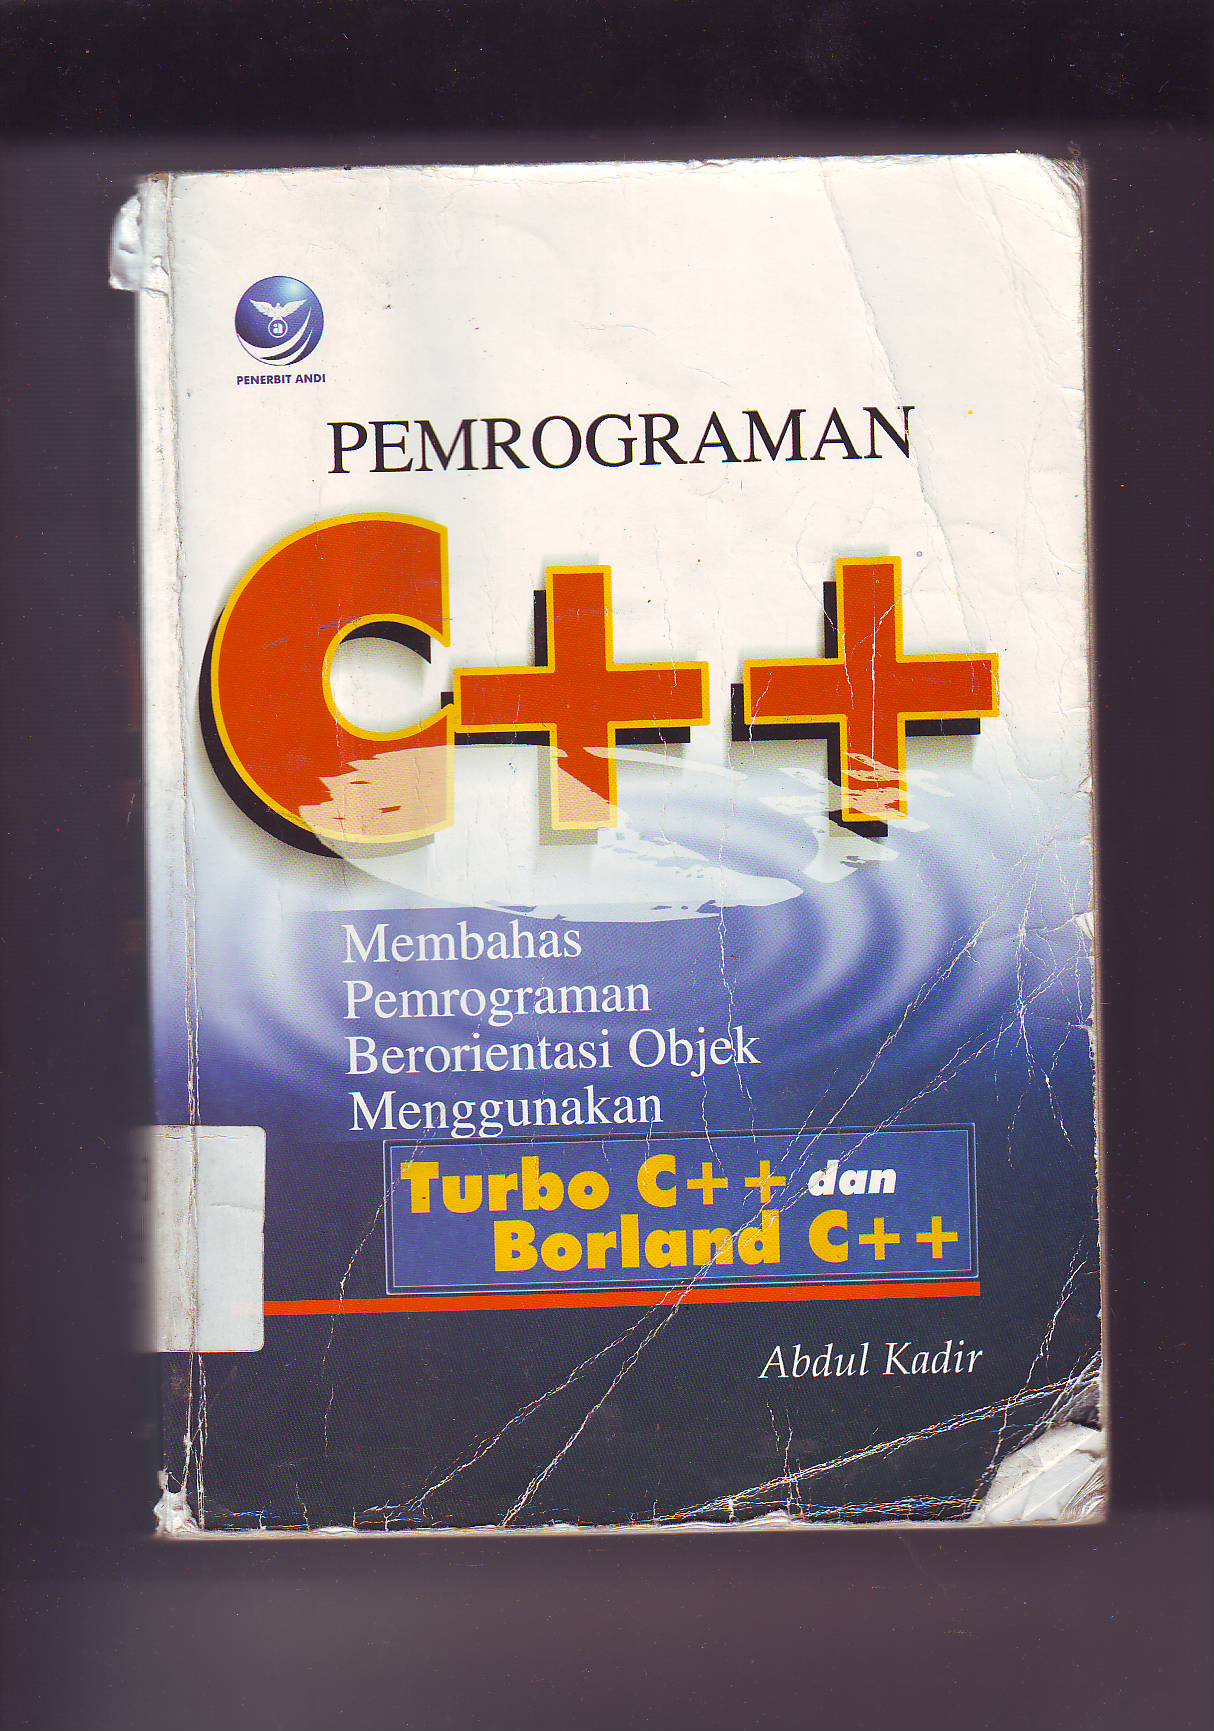 a
PENERBIT ANDI
PEMROGRAMAN
C++
Membahas
Pemrograman
Berorientasi Objek
Menggunakan
Turbo C++ dan
Borland C++
Abdul Kadir